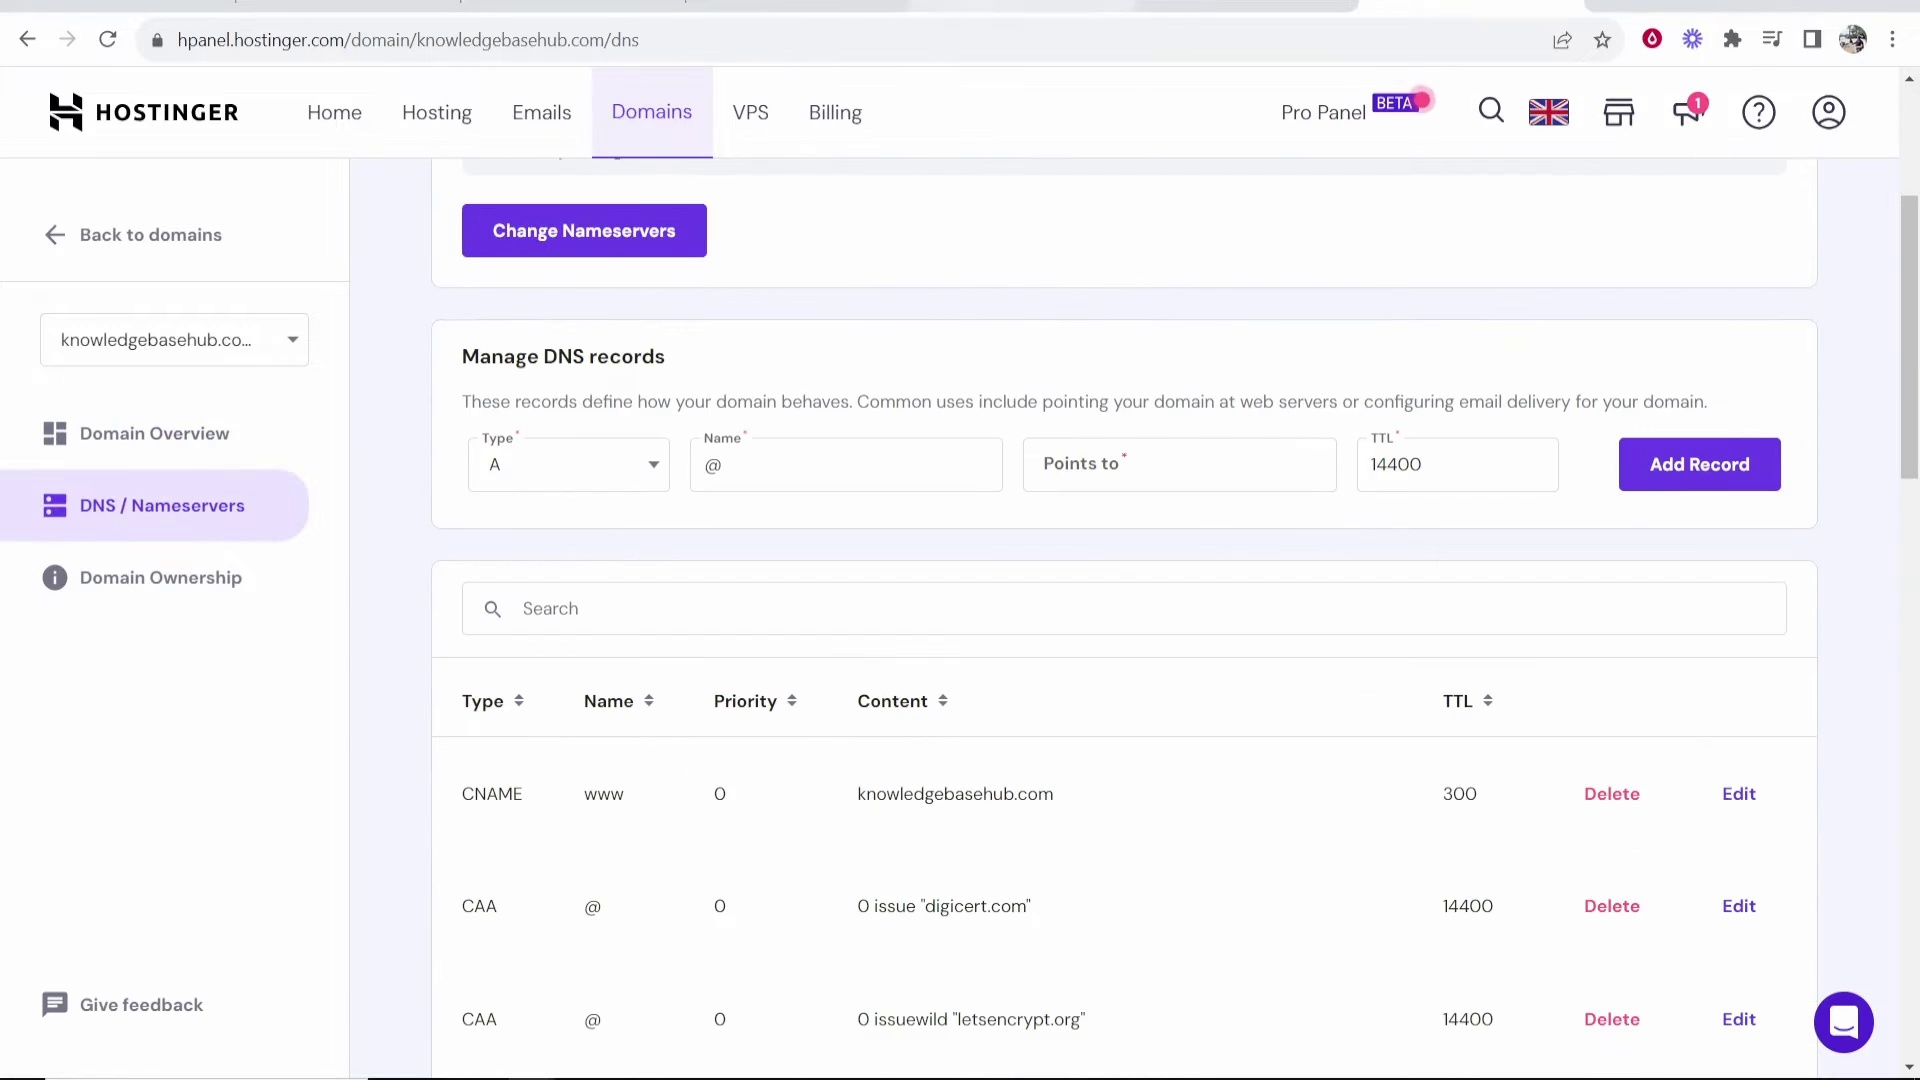 hpanel.hostinger.com/domain/knowledgebasehub.com/dns
HOSTINGER
Home
Hosting
Emails
Domains
VPS
Billing
Pro Panel BETA
1
Back to domains
knowledgebasehub.co...
Domain Overview
DNS / Nameservers
Domain Ownership
Give feedback
Change Nameservers
Manage DNS records
These records define how your domain behaves. Common uses include pointing your domain at web servers or configuring email delivery for your domain.
Type* A
Name* @
Points to*
TTL* 14400
Add Record
Search
Type Name Priority Content TTL
CNAME www 0 knowledgebasehub.com 300 Delete Edit
CAA @ 0 0 issue "digicert.com" 14400 Delete Edit
CAA @ 0 0 issuewild "letsencrypt.org" 14400 Delete Edit